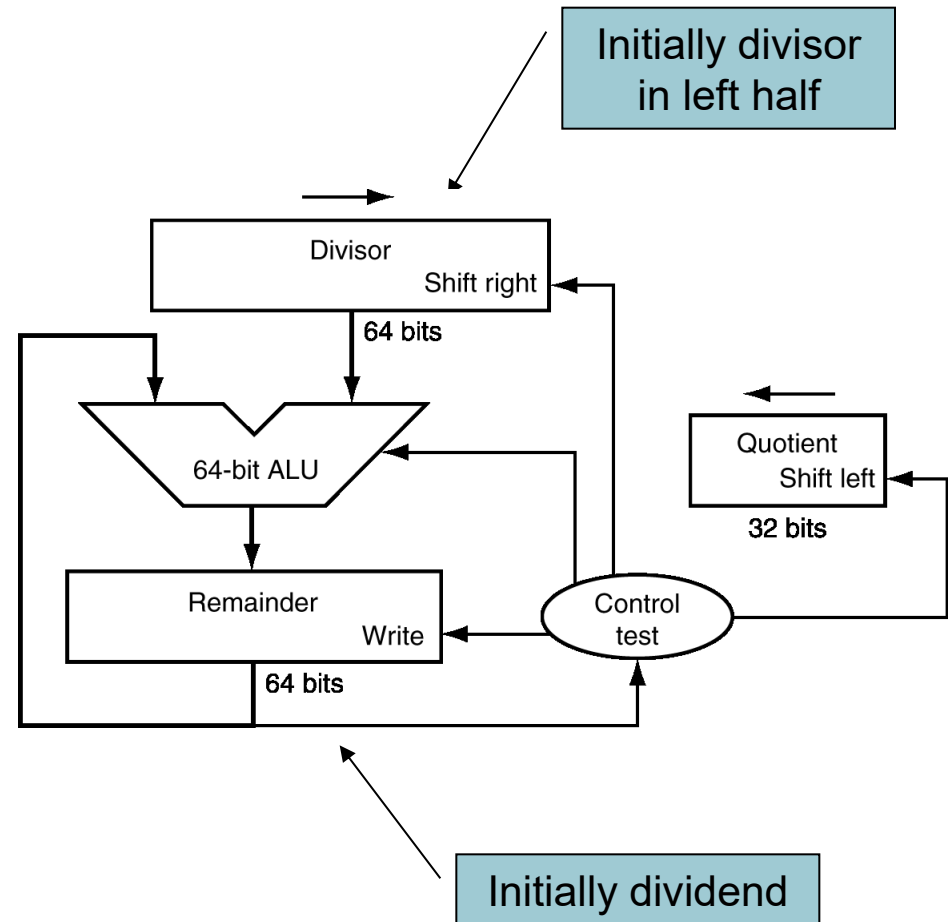 Initially divisor
in left half
Divisor
Shift right
64 bits
64-bit ALU
Quotient
Shift left
32 bits
Remainder
Write
Control
test
64 bits
Initially dividend